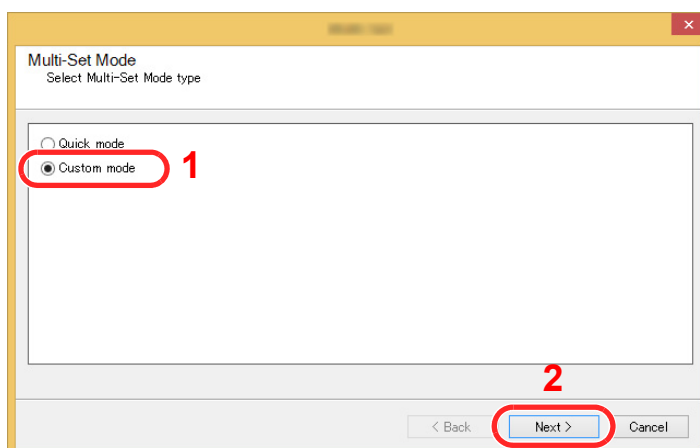 Multi-Set Mode
Select Multi-Set Mode type
Quick mode
Custom mode 1
2
< Back Next > Cancel